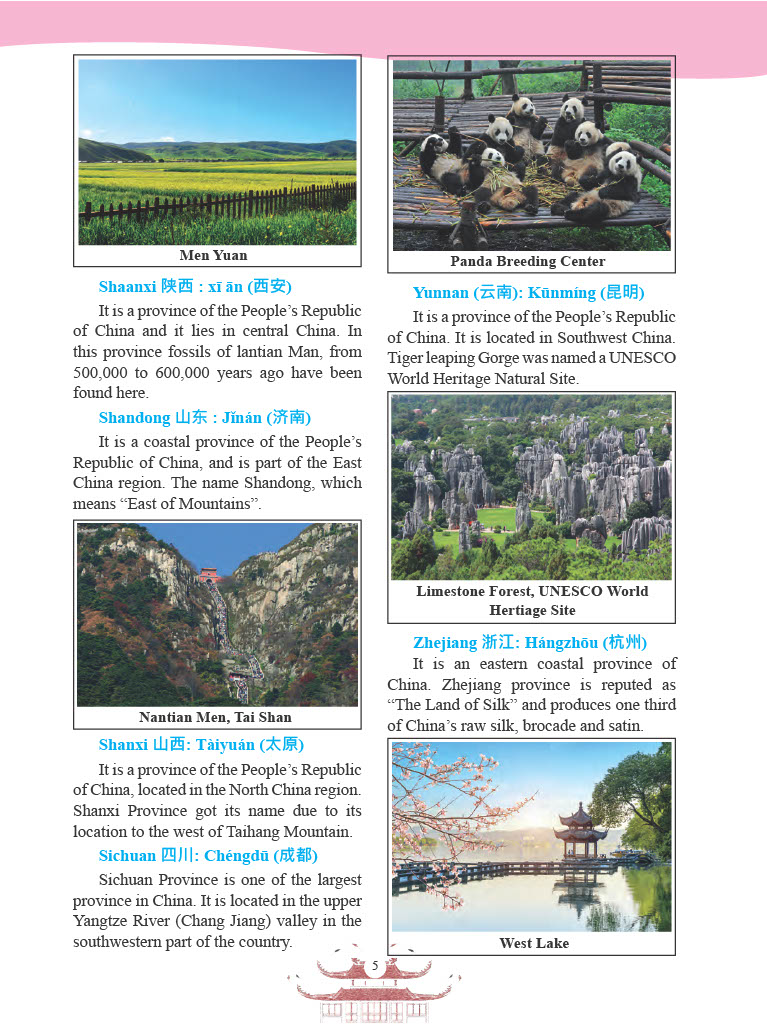 Men Yuan
Shaanxi 陕西 : xī ān (西安)
It is a province of the People’s Republic
of China and it lies in central China. In
this province fossils of lantian Man, from
500,000 to 600,000 years ago have been
found here.
Shandong 山东 : Jǐnán (济南)
It is a coastal province of the People’s
Republic of China, and is part of the East
China region. The name Shandong, which
means “East of Mountains”.
Nantian Men, Tai Shan
Shanxi 山西: Tàiyuán (太原)
It is a province of the People’s Republic
of China, located in the North China region.
Shanxi Province got its name due to its
location to the west of Taihang Mountain.
Sichuan 四川: Chéngdū (成都)
Sichuan Province is one of the largest
province in China. It is located in the upper
Yangtze River (Chang Jiang) valley in the
southwestern part of the country.
Panda Breeding Center
Yunnan (云南): Kūnmíng (昆明)
It is a province of the People’s Republic
of China. It is located in Southwest China.
Tiger leaping Gorge was named a UNESCO
World Heritage Natural Site.
Limestone Forest, UNESCO World
Hertiage Site
Zhejiang 浙江: Hángzhōu (杭州)
It is an eastern coastal province of
China. Zhejiang province is reputed as
“The Land of Silk” and produces one third
of China’s raw silk, brocade and satin.
West Lake
5